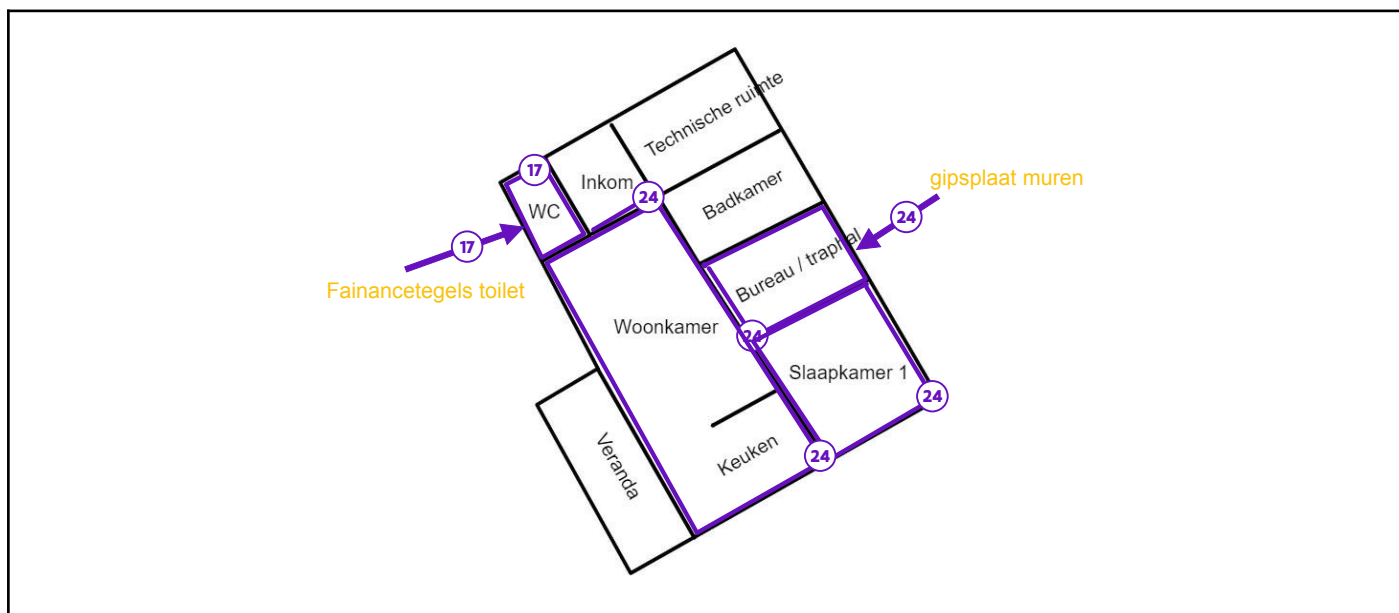 Technische ruimte
17
Inkom
24
WC
Badkamer
gipsplaat muren
24
17
Bureau / traphal
Fainancetegels toilet
Woonkamer
24
Slaapkamer 1
24
Keuken
24
Veranda